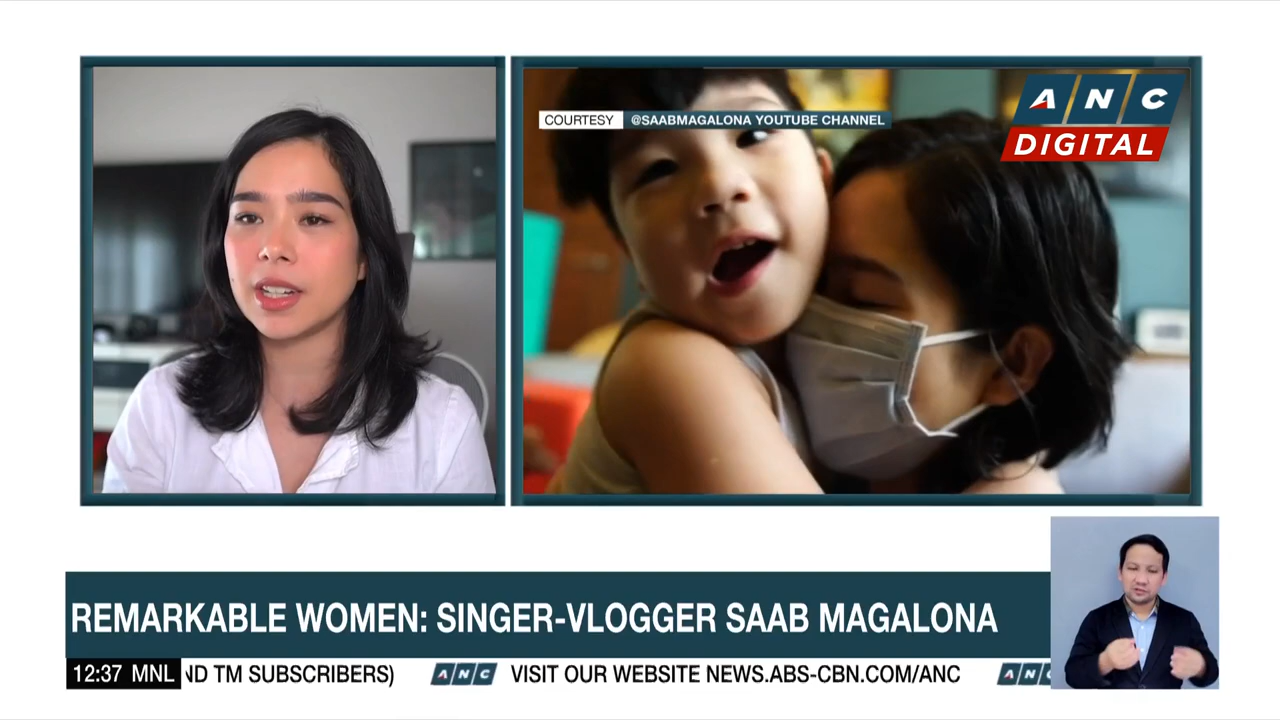 COURTESY @SAABMAGALONA YOUTUBE CHANNEL
ANC
DIGITAL
REMARKABLE WOMEN: SINGER-VLOGGER SAAB MAGALONA
12:37 MNL ND TM SUBSCRIBERS) ANC VISIT OUR WEBSITE NEWS.ABS-CBN.COM/ANC ANC